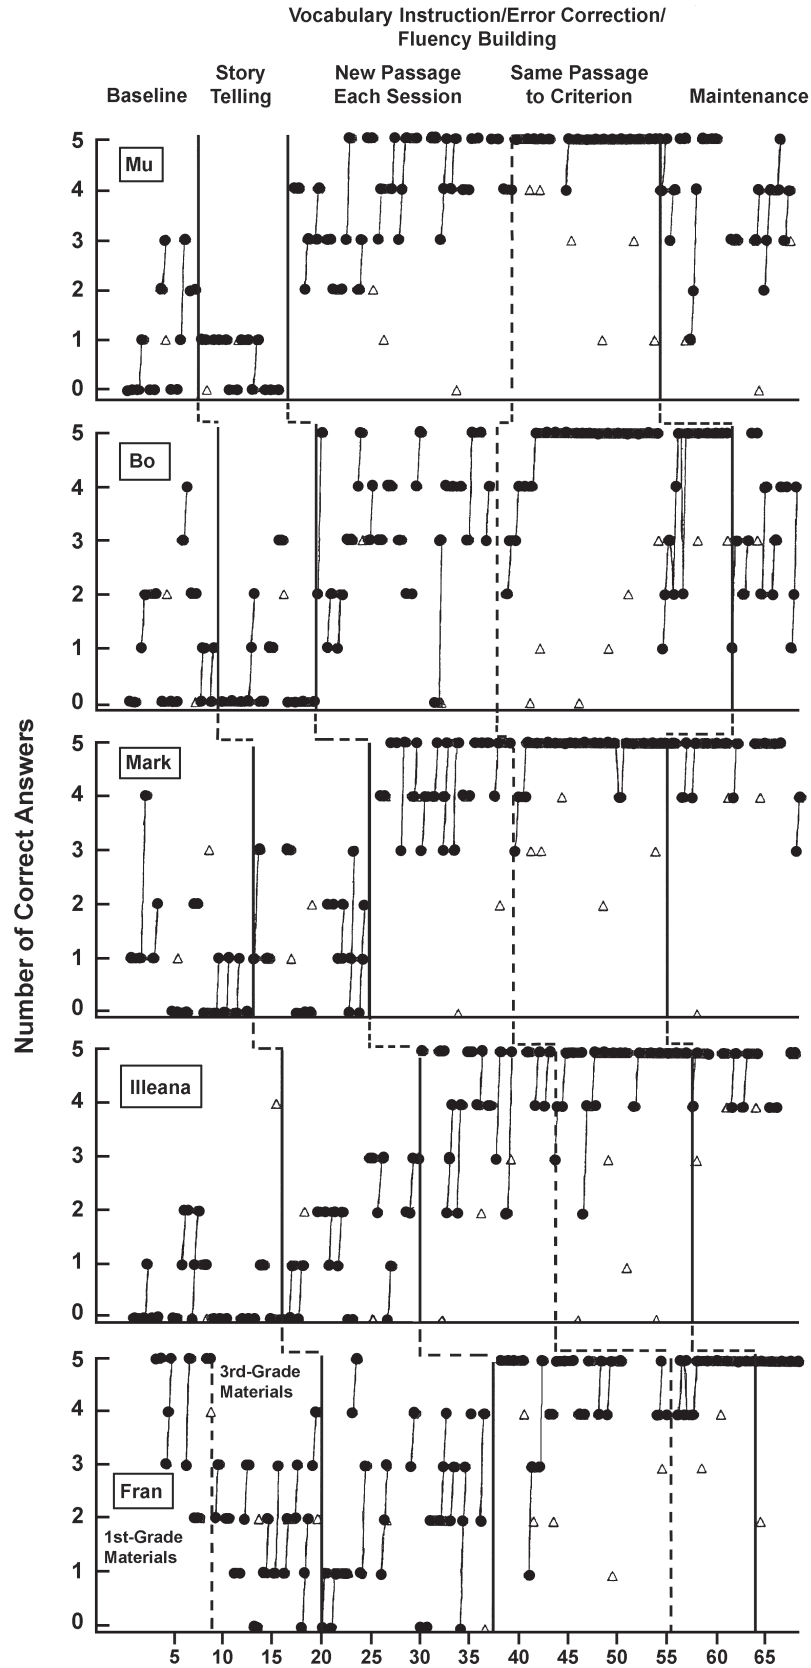 Vocabulary Instruction/Error Correction/
Fluency Building
Baseline
Story
Telling
New Passage
Each Session
Same Passage
to Criterion
Maintenance
Number of Correct Answers
5
Mu
4
3
2
1
0
5
Bo
4
3
2
1
0
5
Mark
4
3
2
1
0
5
Illeana
4
3
2
1
0
5
3rd-Grade
Materials
4
3
Fran
2
1st-Grade
Materials
1
0
5 10 15 20 25 30 35 40 45 50 55 60 65